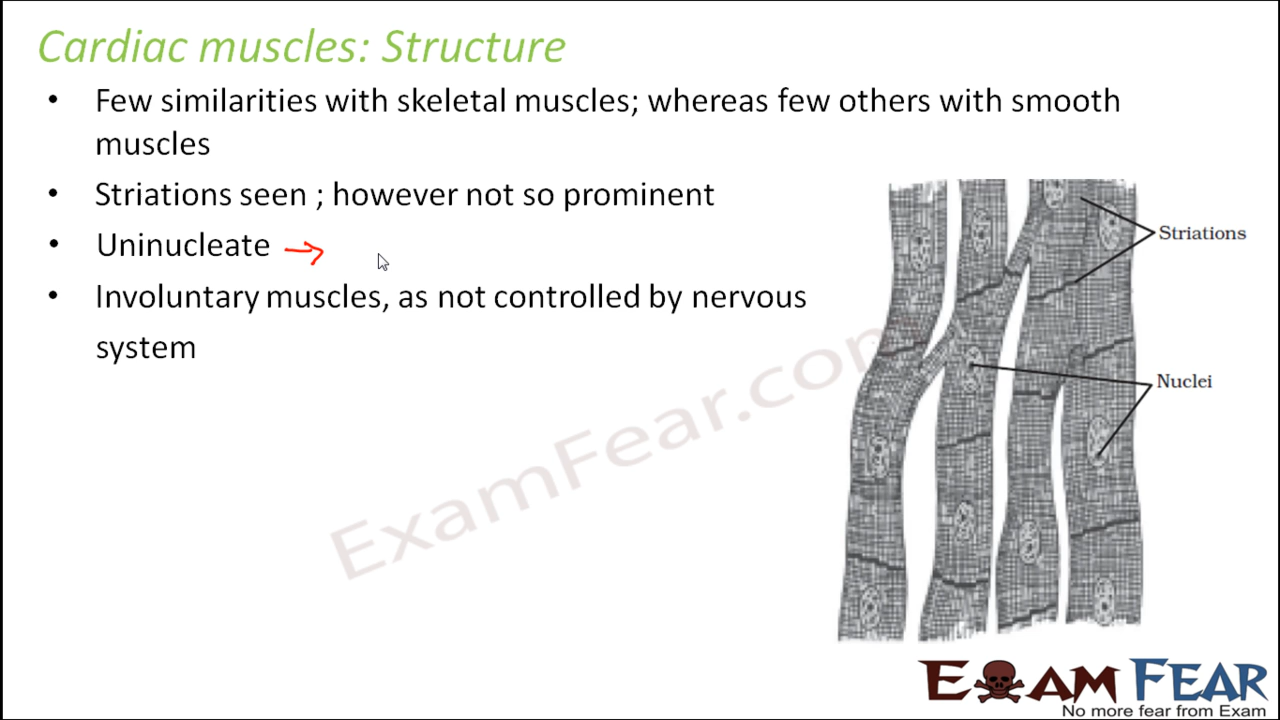 Cardiac muscles: Structure
• Few similarities with skeletal muscles; whereas few others with smooth
muscles
• Striations seen ; however not so prominent
• Uninucleate →
• Involuntary muscles, as not controlled by nervous
system
Striations
Nuclei
ExamFear.com
EXAM FEAR
No more fear from Exam